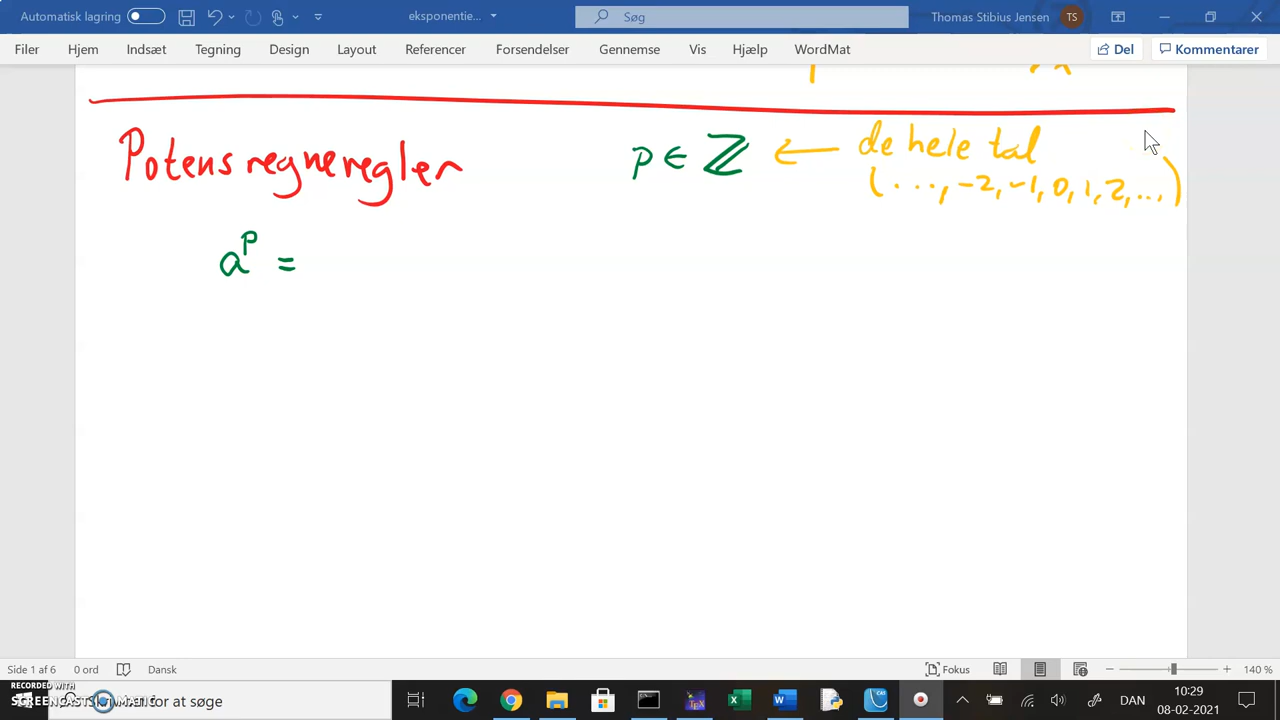 Automatisk lagring
eksponentie...
Søg
Thomas Stibius Jensen
TS
Filer Hjem Indsæt Tegning Design Layout Referencer Forsendelser Gennemse Vis Hjælp WordMat
Del
Kommentarer
Potensregneregler
p ∈ ℤ ← de hele tal
(..., -2, -1, 0, 1, 2, ...)
aᵖ =
Side 1 af 6 0 ord Dansk
Fokus
140 %
RECORDED WITH
SCREENCAST-O-MATIC
for at søge
DAN
10:29
08-02-2021